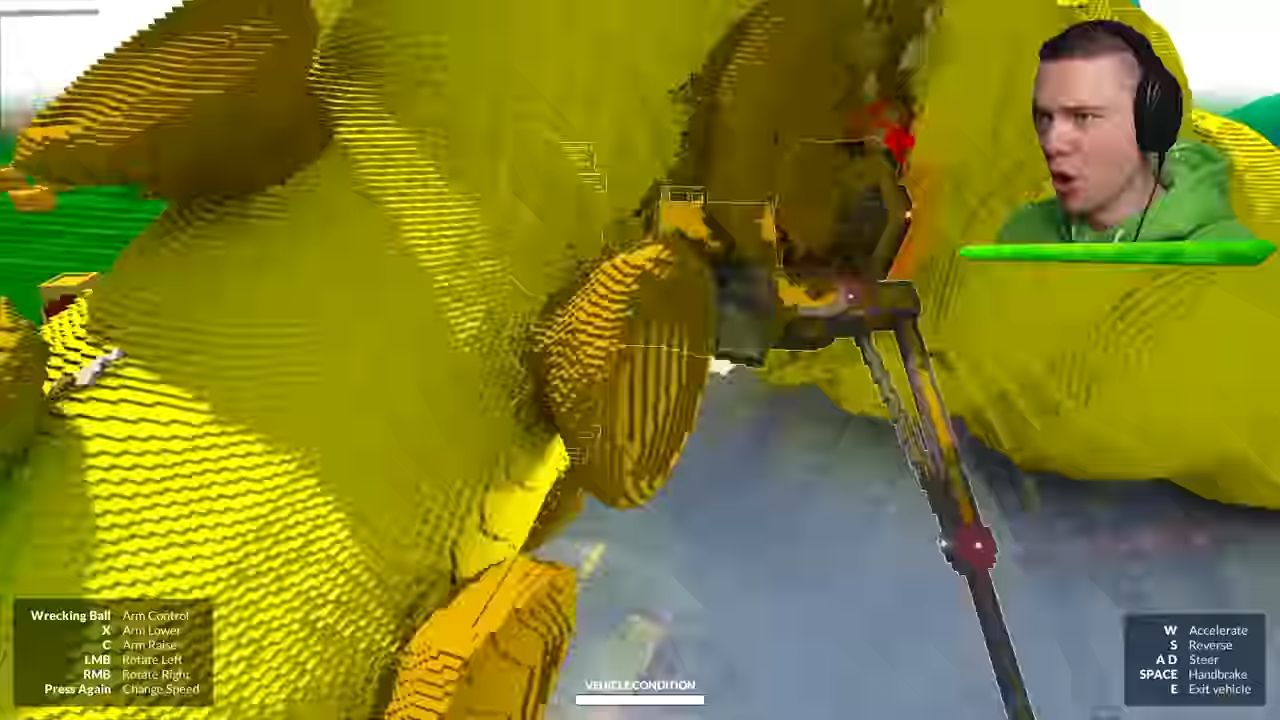 Wrecking Ball Arm Control
X Arm Lower
C Arm Raise
LMB Rotate Left
RMB Rotate Right
Press Again Change Speed
VEHICLE CONDITION
W Accelerate
S Reverse
A D Steer
SPACE Handbrake
E Exit vehicle